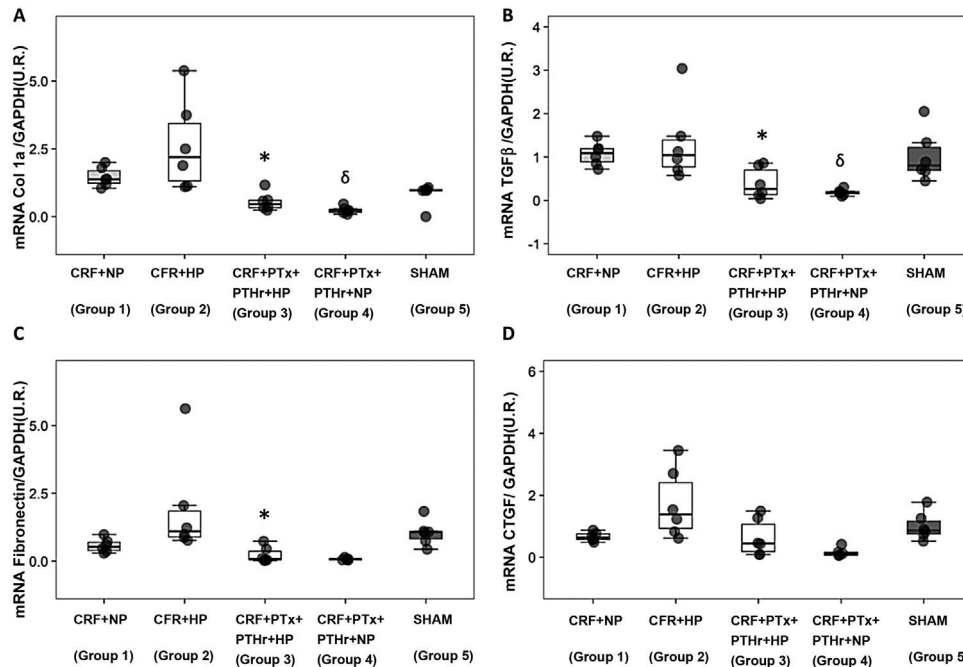 A
mRNA Col 1a /GAPDH(U.R.)
5.0
2.5
0.0
*
δ
CRF+NP CFR+HP CRF+PTx+ CRF+PTx+ SHAM
PTHr+HP PTHr+NP
(Group 1) (Group 2) (Group 3) (Group 4) (Group 5)
B
mRNA TGFβ /GAPDH(U.R.)
4
3
2
1
0
-1
*
δ
CRF+NP CFR+HP CRF+PTx+ CRF+PTx+ SHAM
PTHr+HP PTHr+NP
(Group 1) (Group 2) (Group 3) (Group 4) (Group 5)
C
mRNA Fibronectin/GAPDH(U.R.)
5.0
2.5
0.0
*
CRF+NP CFR+HP CRF+PTx+ CRF+PTx+ SHAM
PTHr+HP PTHr+NP
(Group 1) (Group 2) (Group 3) (Group 4) (Group 5)
D
mRNA CTGF/ GAPDH(U.R.)
6
4
2
0
CRF+NP CFR+HP CRF+PTx+ CRF+PTx+ SHAM
PTHr+HP PTHr+NP
(Group 1) (Group 2) (Group 3) (Group 4) (Group 5)